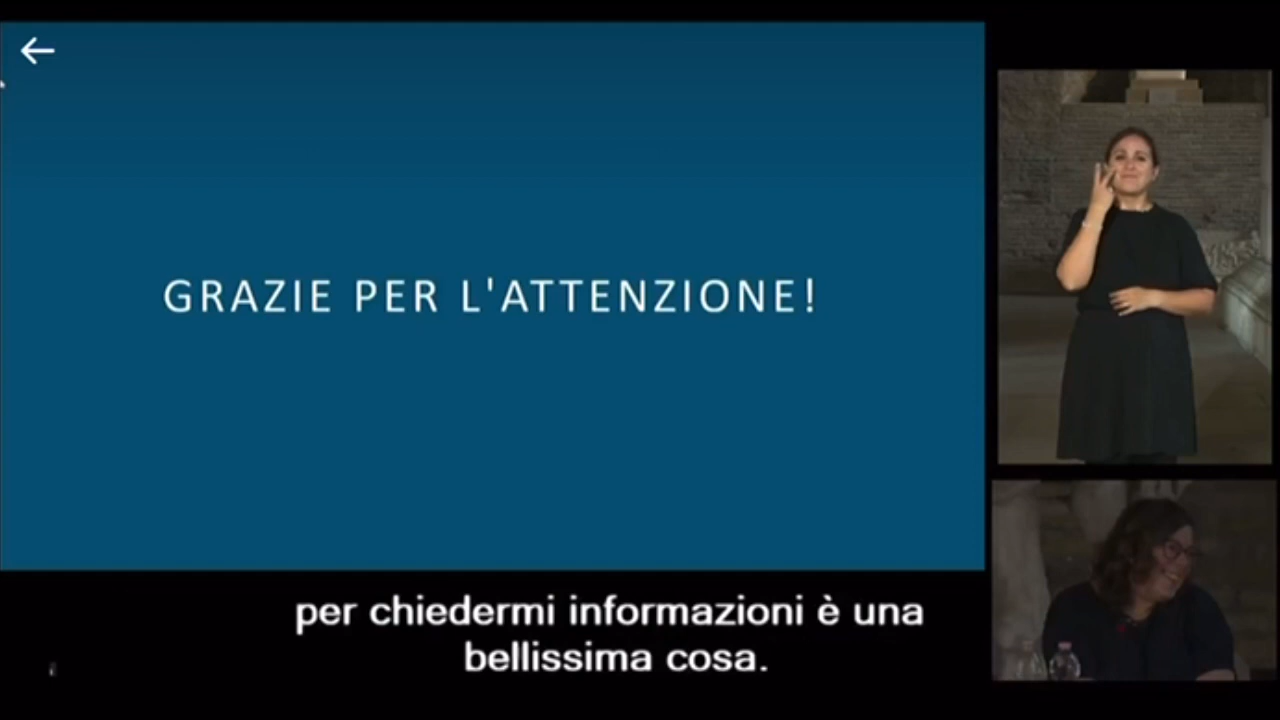 GRAZIE PER L'ATTENZIONE!
per chiedermi informazioni è una
bellissima cosa.